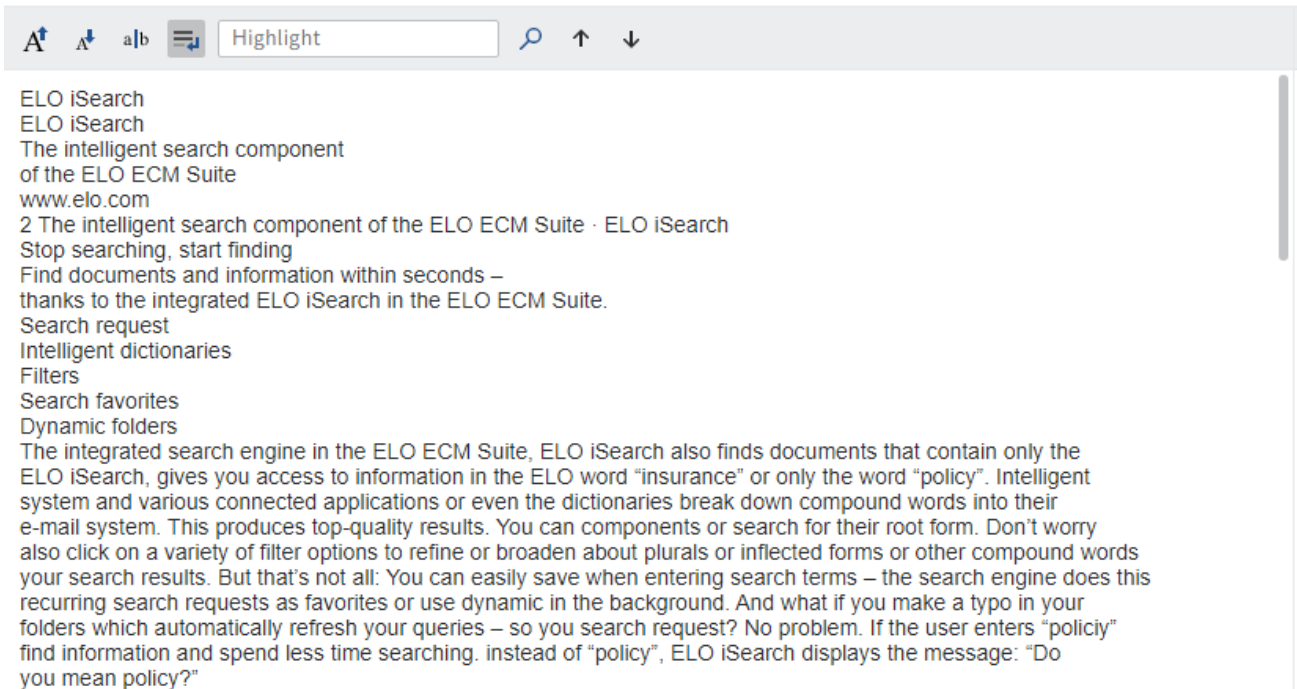 A A a|b Highlight
ELO iSearch
ELO iSearch
The intelligent search component
of the ELO ECM Suite
www.elo.com
2 The intelligent search component of the ELO ECM Suite · ELO iSearch
Stop searching, start finding
Find documents and information within seconds –
thanks to the integrated ELO iSearch in the ELO ECM Suite.
Search request
Intelligent dictionaries
Filters
Search favorites
Dynamic folders
The integrated search engine in the ELO ECM Suite, ELO iSearch also finds documents that contain only the
ELO iSearch, gives you access to information in the ELO word “insurance” or only the word “policy”. Intelligent
system and various connected applications or even the dictionaries break down compound words into their
e-mail system. This produces top-quality results. You can components or search for their root form. Don’t worry
also click on a variety of filter options to refine or broaden about plurals or inflected forms or other compound words
your search results. But that’s not all: You can easily save when entering search terms – the search engine does this
recurring search requests as favorites or use dynamic in the background. And what if you make a typo in your
folders which automatically refresh your queries – so you search request? No problem. If the user enters “policiy”
find information and spend less time searching. instead of “policy”, ELO iSearch displays the message: “Do
you mean policy?”